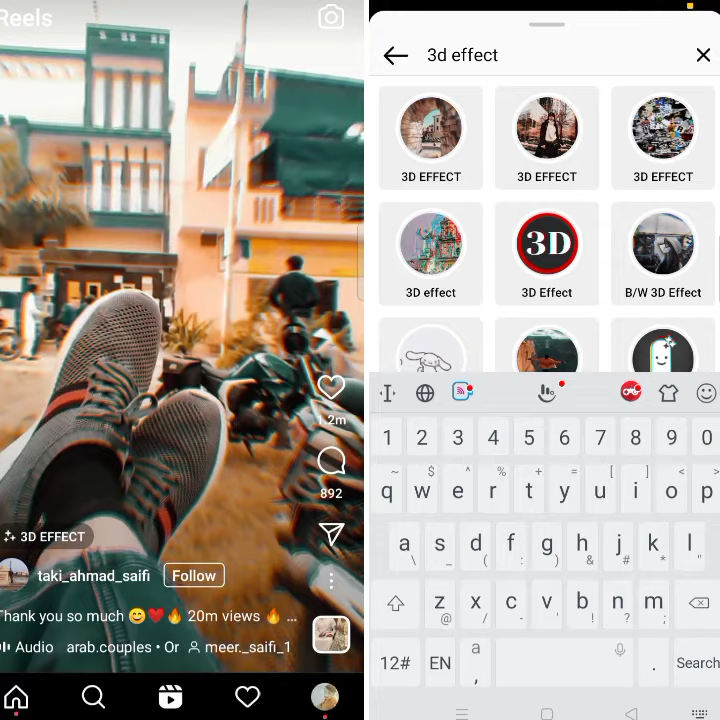 Reels
1.2m
892
3D EFFECT
taki_ahmad_saifi
Follow
Thank you so much 😊❤️🔥 20m views 🔥 ...
Audio arab.couples • Or meer._saifi_1
3d effect
3D EFFECT
3D EFFECT
3D EFFECT
3D
3D effect
3D Effect
B/W 3D Effect
1 2 3 4 5 6 7 8 9 0
~ $ ^ % + = [ ] < >
q w e r t y u i o p
a s d f g h j k l
\ _ ( : ) & # * "
z x c v b n m
@ / - ' ! ? ;
12# EN a , . Search